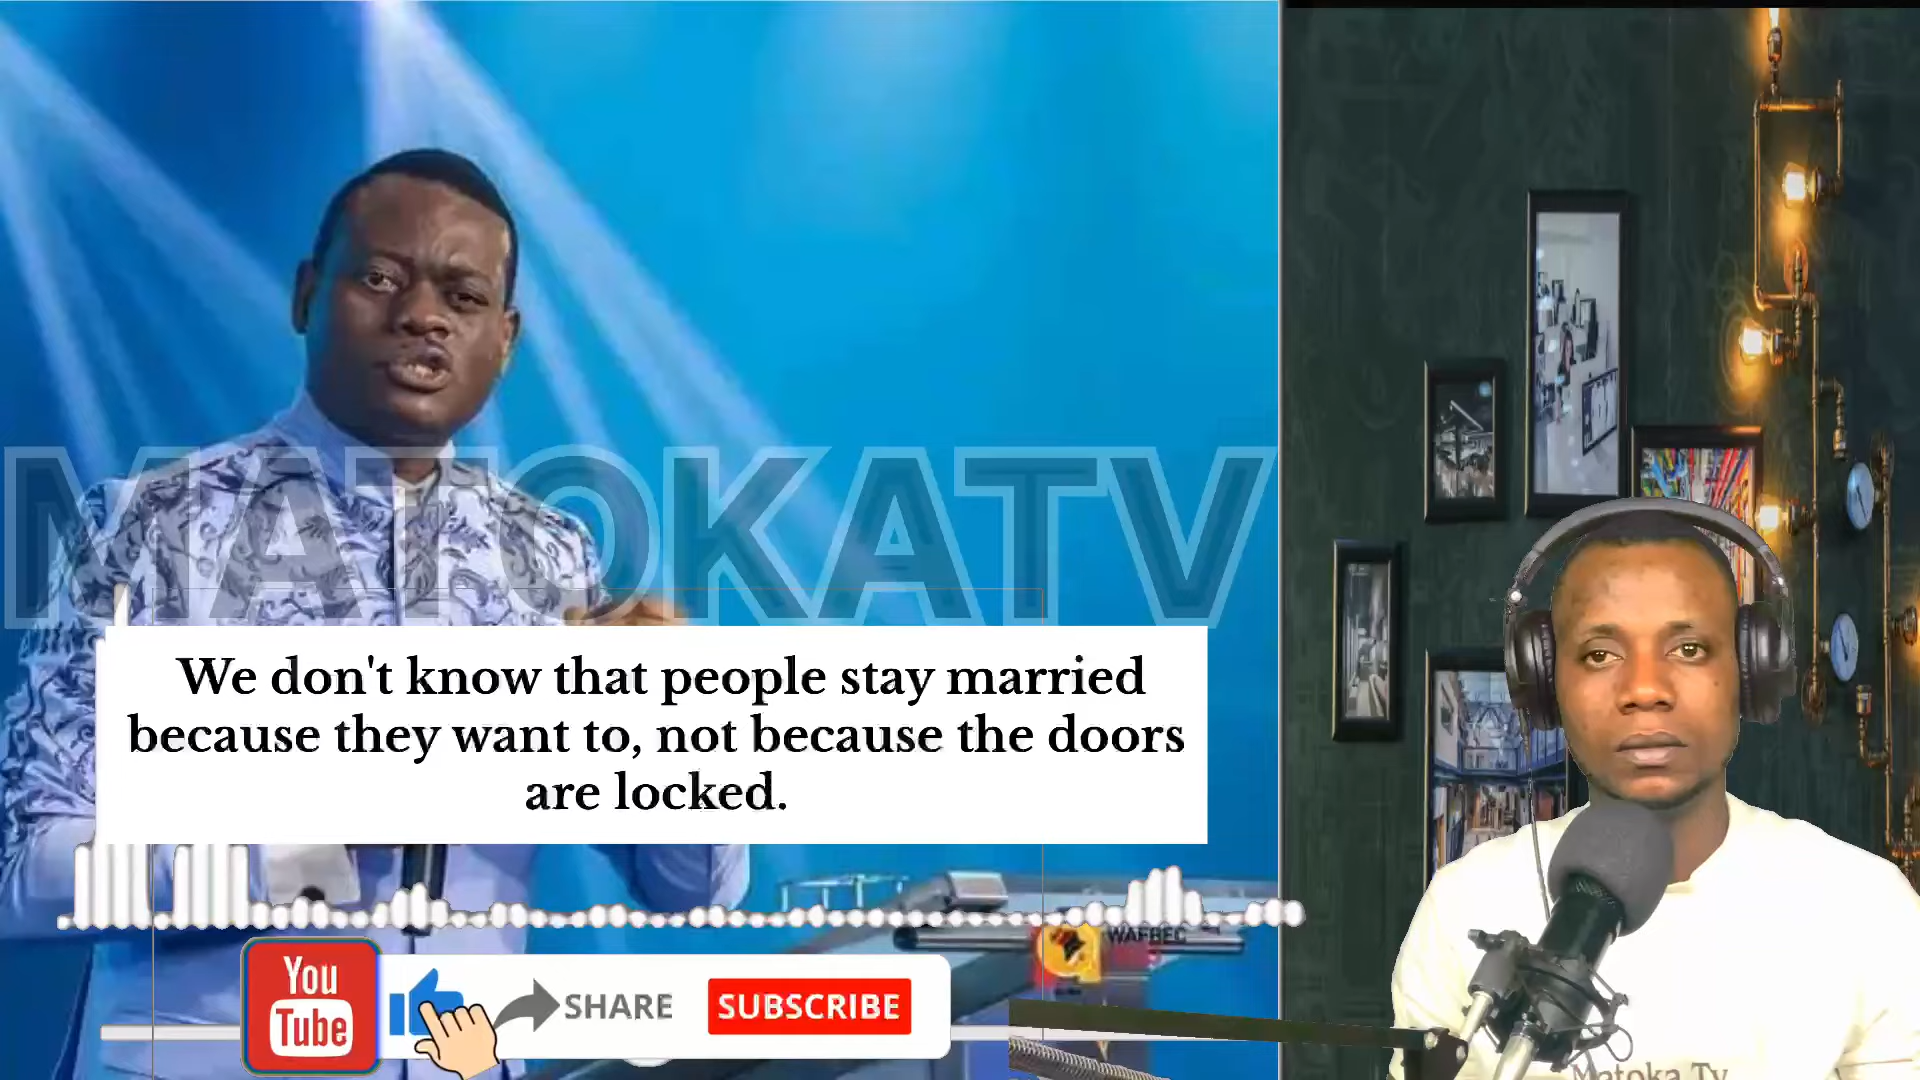 MATOKATV
We don't know that people stay married
because they want to, not because the doors
are locked.
WAFBEC
You
Tube
SHARE
SUBSCRIBE
Matoka Tv